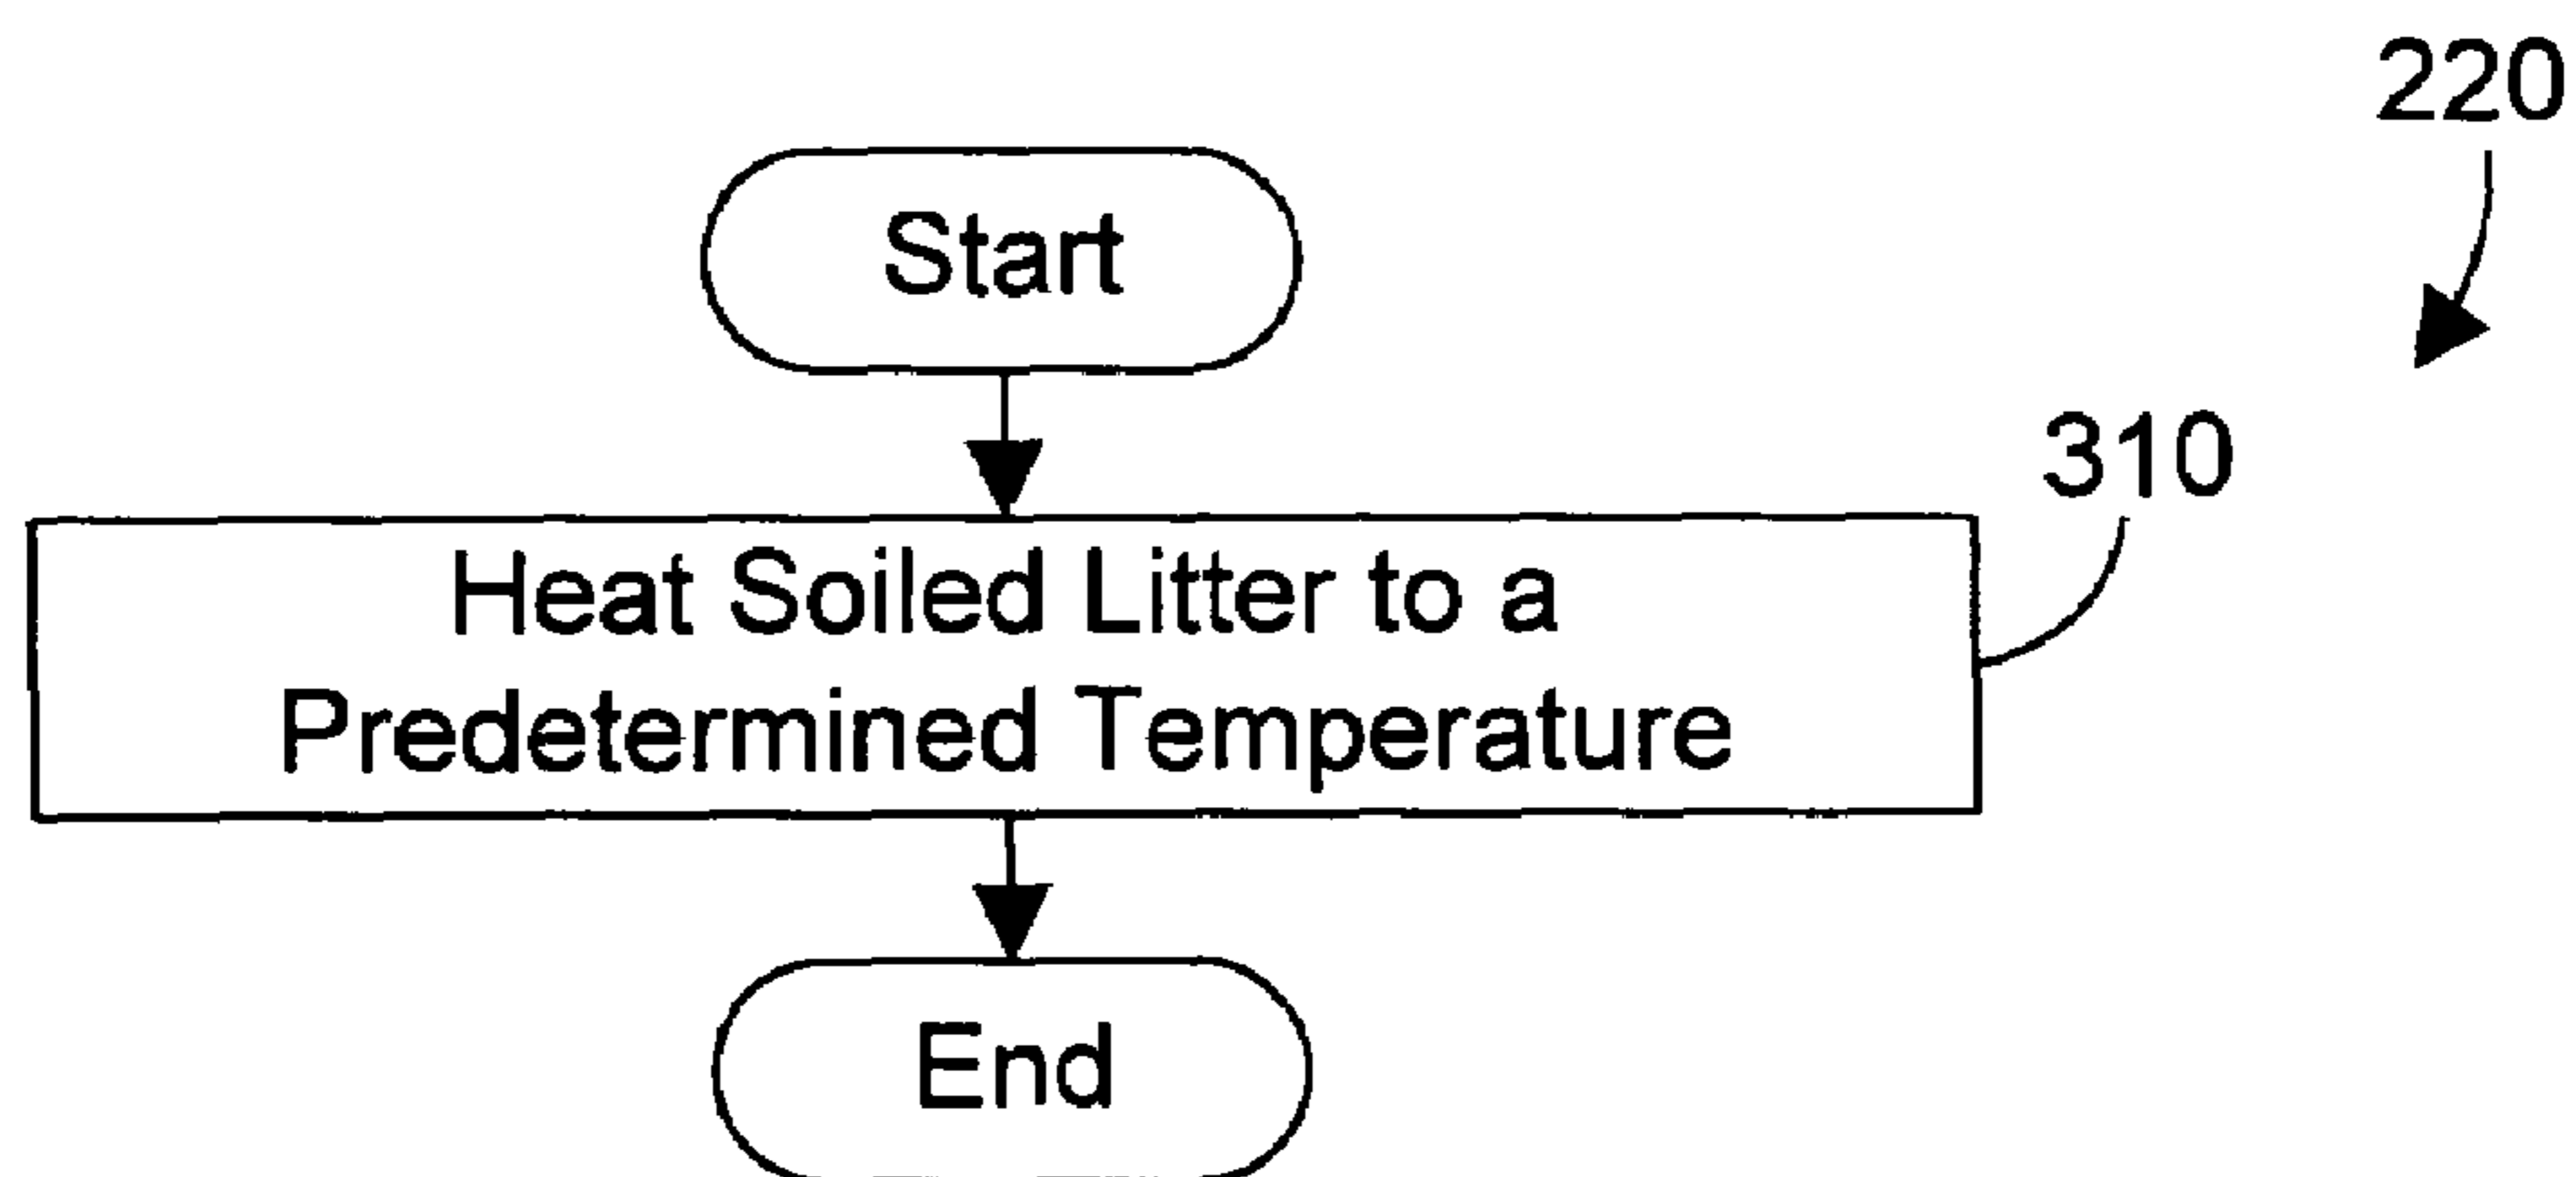 220
Start
310
Heat Soiled Litter to a
Predetermined Temperature
End